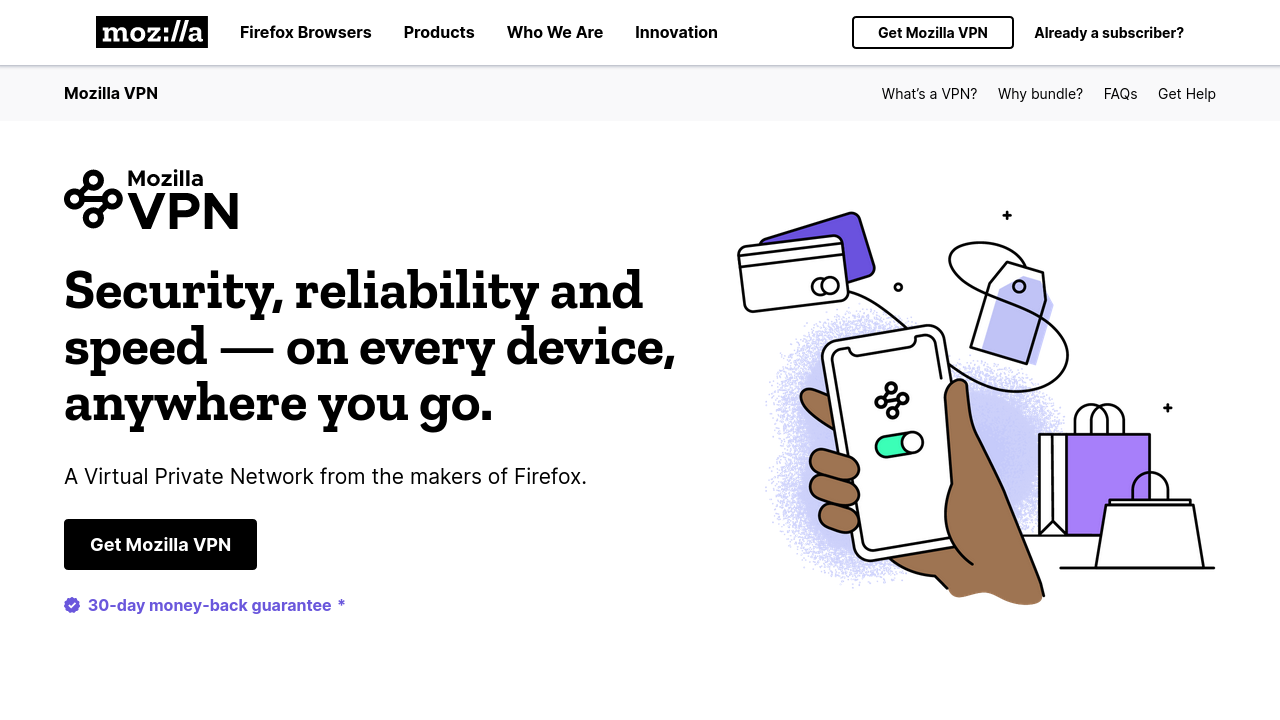 moz://a
Firefox Browsers
Products
Who We Are
Innovation
Get Mozilla VPN
Already a subscriber?
Mozilla VPN
What’s a VPN?
Why bundle?
FAQs
Get Help
Mozilla
VPN
Security, reliability and
speed — on every device,
anywhere you go.
A Virtual Private Network from the makers of Firefox.
Get Mozilla VPN
30-day money-back guarantee *